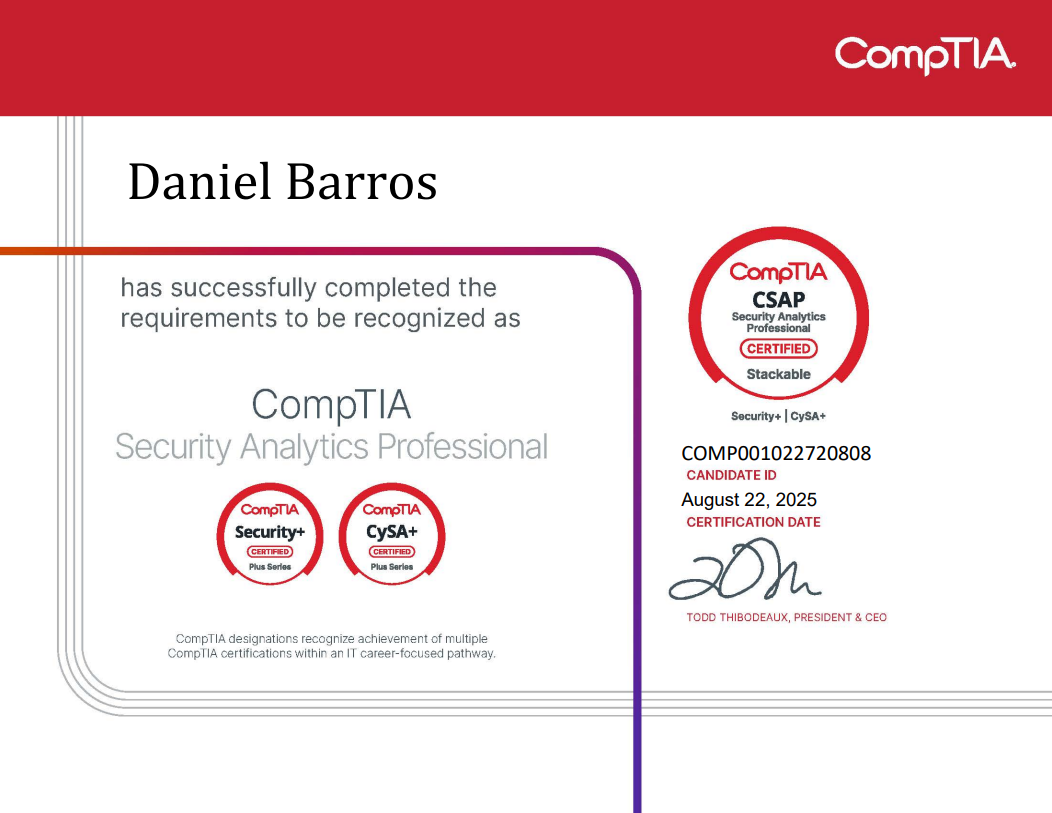 CompTIA.
Daniel Barros
has successfully completed the
requirements to be recognized as
CompTIA
Security Analytics Professional
CompTIA
Security+
CERTIFIED
Plus Series
CompTIA
CySA+
CERTIFIED
Plus Series
CompTIA designations recognize achievement of multiple
CompTIA certifications within an IT career-focused pathway.
CompTIA
CSAP
Security Analytics
Professional
CERTIFIED
Stackable
Security+ | CySA+
COMP001022720808
CANDIDATE ID
August 22, 2025
CERTIFICATION DATE
TODD THIBODEAUX, PRESIDENT & CEO